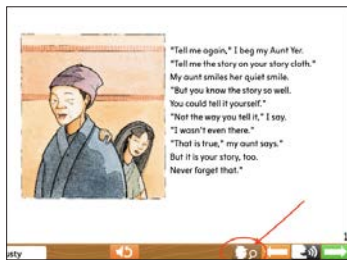 "Tell me again," I beg my Aunt Yer.
"Tell me the story on your story cloth."
My aunt smiles her quiet smile.
"But you know the story so well.
You could tell it yourself."
"Not the way you tell it," I say.
"I wasn't even there."
"That is true," my aunt says."
But it is your story, too.
Never forget that."
1
usty